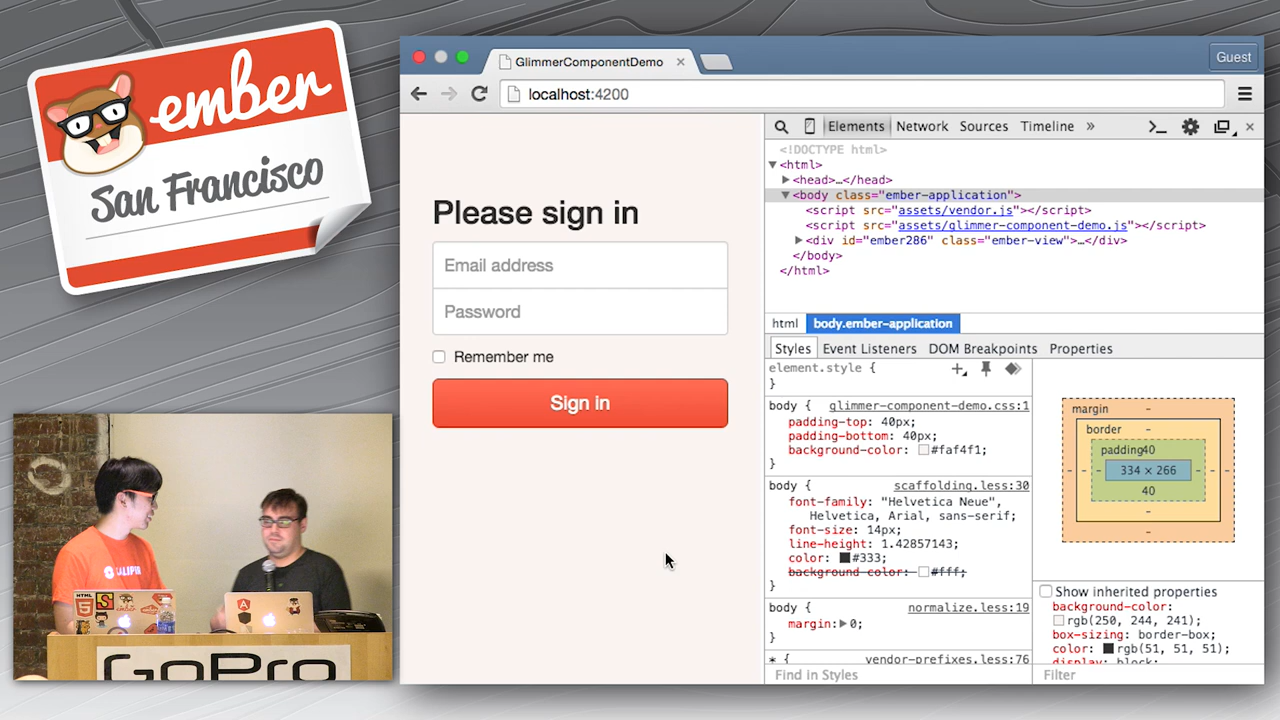 ember
San Francisco
GlimmerComponentDemo
Guest
localhost:4200
Please sign in
Email address
Password
Remember me
Sign in
Elements Network Sources Timeline »
<!DOCTYPE html>
▼<html>
▶<head>…</head>
▼<body class="ember-application">
<script src="assets/vendor.js"></script>
<script src="assets/glimmer-component-demo.js"></script>
▶<div id="ember286" class="ember-view">…</div>
</body>
</html>
html body.ember-application
Styles Event Listeners DOM Breakpoints Properties
element.style {
}
body { glimmer-component-demo.css:1
padding-top: 40px;
padding-bottom: 40px;
background-color: #faf4f1;
}
body { scaffolding.less:30
font-family: "Helvetica Neue",
Helvetica, Arial, sans-serif;
font-size: 14px;
line-height: 1.42857143;
color: #333;
background-color: #fff;
}
body { normalize.less:19
margin:▶0;
}
* { vendor-prefixes.less:76
Find in Styles
margin -
border -
padding40
- - - 334 × 266 - - -
40
-
-
Show inherited properties
background-color:
rgb(250, 244, 241);
box-sizing: border-box;
color: rgb(51, 51, 51);
display: block;
Filter
HTML
5
A
GoPro